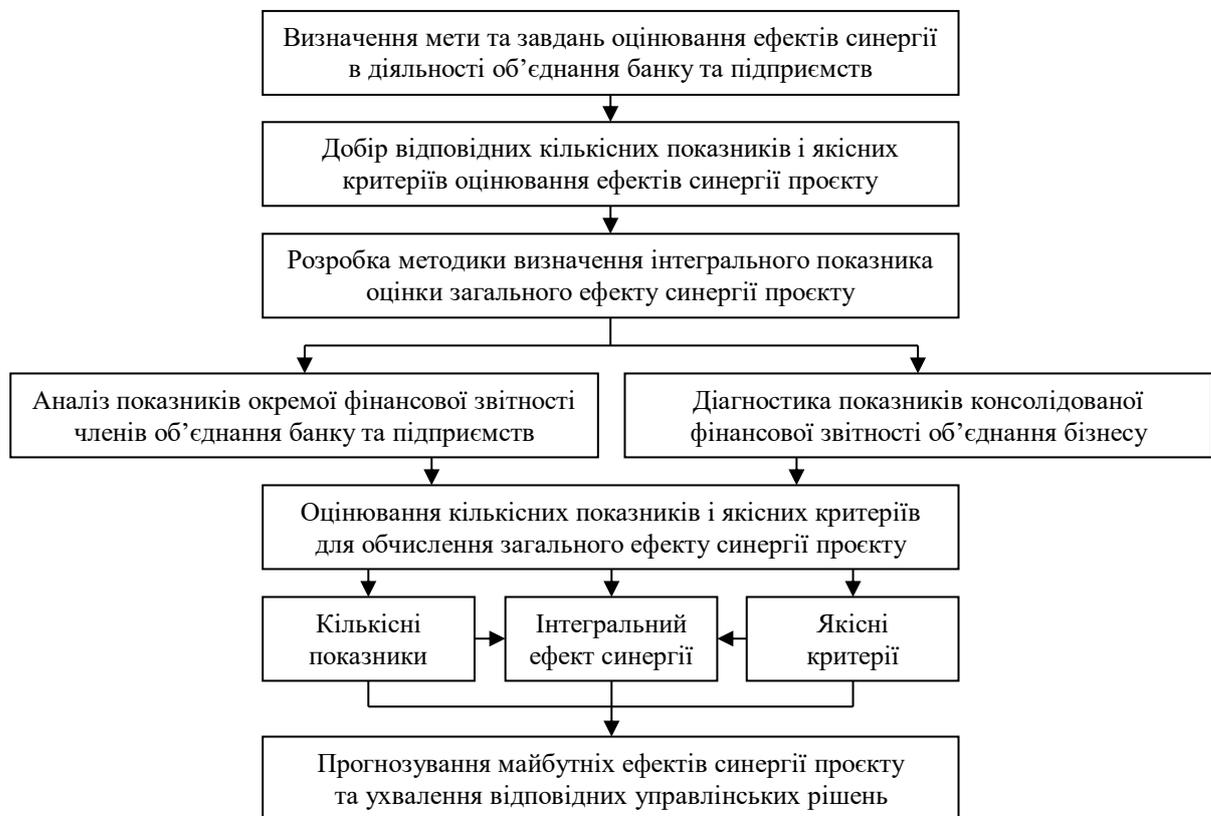 Визначення мети та завдань оцінювання ефектів синергії
в діяльності об’єднання банку та підприємств
Добір відповідних кількісних показників і якісних
критеріїв оцінювання ефектів синергії проєкту
Розробка методики визначення інтегрального показника
оцінки загального ефекту синергії проєкту
Аналіз показників окремої фінансової звітності
членів об’єднання банку та підприємств
Діагностика показників консолідованої
фінансової звітності об’єднання бізнесу
Оцінювання кількісних показників і якісних критеріїв
для обчислення загального ефекту синергії проєкту
Кількісні
показники
Інтегральний
ефект синергії
Якісні
критерії
Прогнозування майбутніх ефектів синергії проєкту
та ухвалення відповідних управлінських рішень